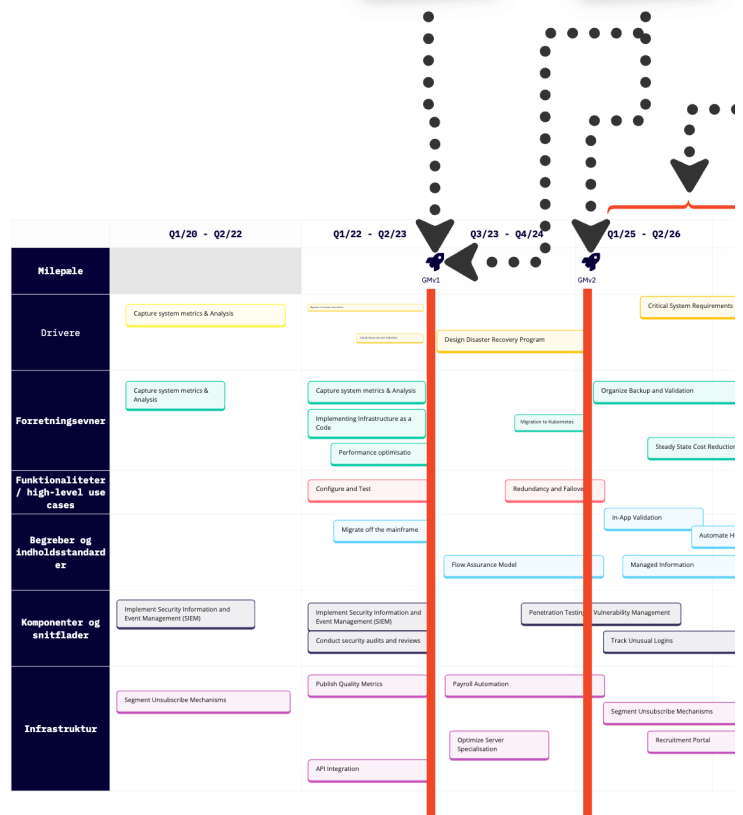 Q1/20 - Q2/22
Q1/22 - Q2/23
Q3/23 - Q4/24
Q1/25 - Q2/26
Milepæle
GMv1
GMv2
Drivere
Capture system metrics & Analysis
Design Disaster Recovery Program
Critical System Requirements
Forretningsevner
Capture system metrics &
Analysis
Capture system metrics & Analysis
Implementing Infrastructure as a
Code
Performance optimisatio
Migration to Kubernetes
Organize Backup and Validation
Steady State Cost Reduction
Funktionaliteter
/ high-level use
cases
Configure and Test
Redundancy and Failove
Begreber og
indholdsstandard
er
Migrate off the mainframe
Flow Assurance Model
In-App Validation
Automate H
Managed Information
Komponenter og
snitflader
Implement Security Information and
Event Management (SIEM)
Implement Security Information and
Event Management (SIEM)
Conduct security audits and reviews
Penetration Testing Vulnerability Management
Track Unusual Logins
Infrastruktur
Segment Unsubscribe Mechanisms
Publish Quality Metrics
API Integration
Payroll Automation
Optimize Server
Specialisation
Segment Unsubscribe Mechanisms
Recruitment Portal